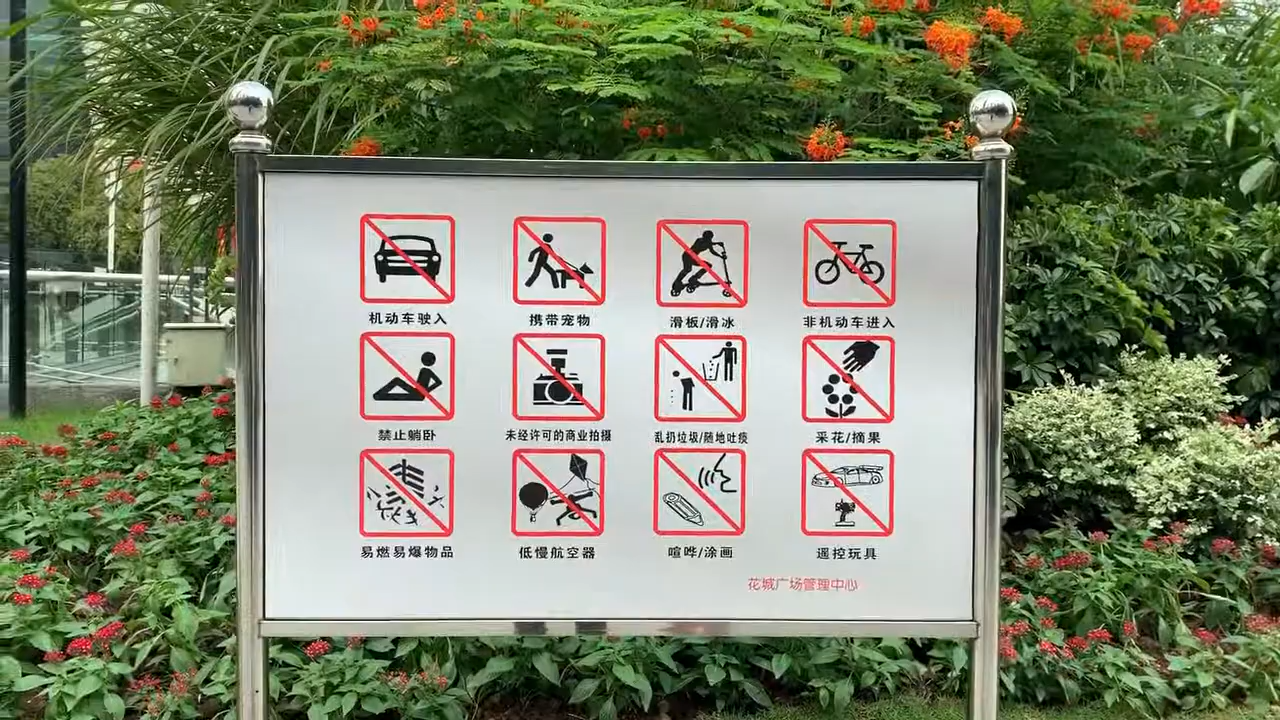 机动车驶入 携带宠物 滑板/滑冰 非机动车进入
禁止躺卧 未经许可的商业拍摄 乱扔垃圾/随地吐痰 采花/摘果
易燃易爆物品 低慢航空器 喧哗/涂画 遥控玩具
花城广场管理中心